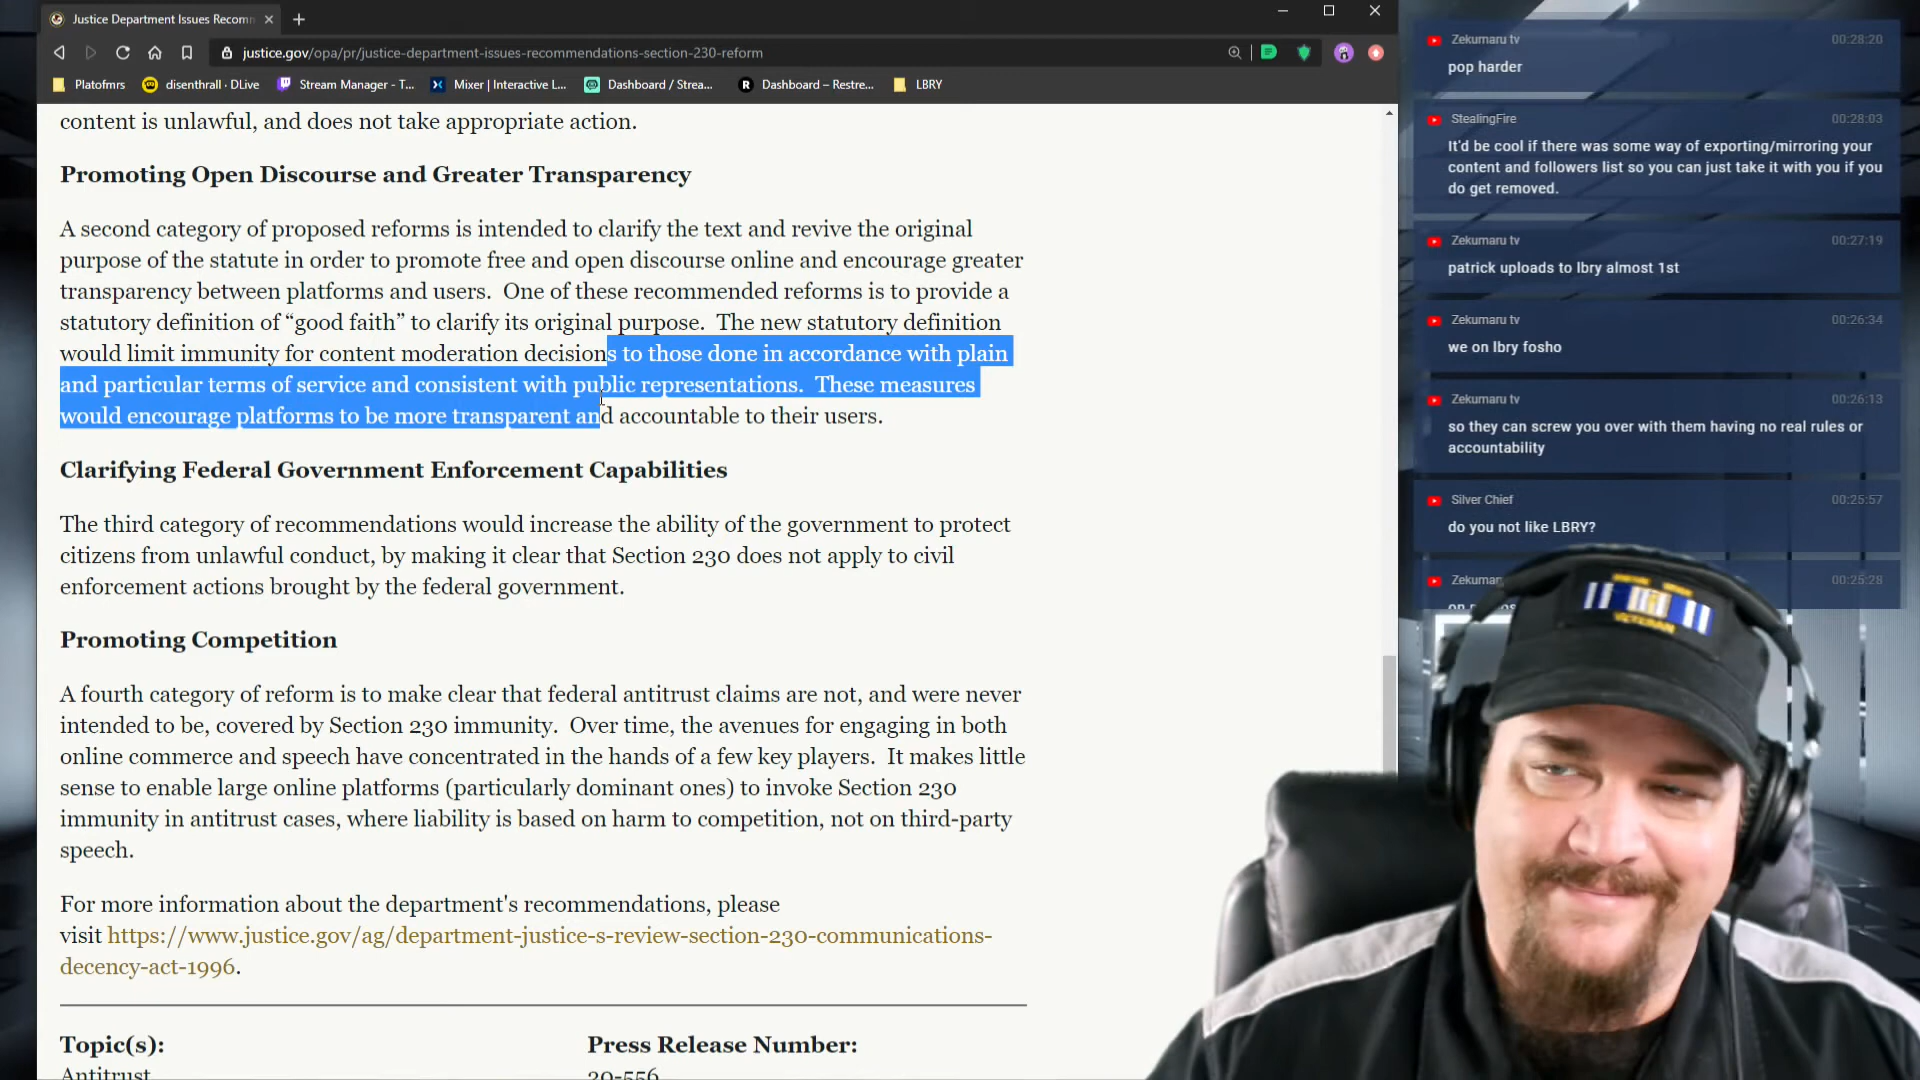 Justice Department Issues Recom
justice.gov/opa/pr/justice-department-issues-recommendations-section-230-reform
Platofmrs
disenthrall · DLive
Stream Manager - T...
Mixer | Interactive L...
Dashboard / Strea...
Dashboard – Restre...
LBRY
content is unlawful, and does not take appropriate action.
Promoting Open Discourse and Greater Transparency
A second category of proposed reforms is intended to clarify the text and revive the original
purpose of the statute in order to promote free and open discourse online and encourage greater
transparency between platforms and users.  One of these recommended reforms is to provide a
statutory definition of “good faith” to clarify its original purpose.  The new statutory definition
would limit immunity for content moderation decisions to those done in accordance with plain
and particular terms of service and consistent with public representations.  These measures
would encourage platforms to be more transparent and accountable to their users.
Clarifying Federal Government Enforcement Capabilities
The third category of recommendations would increase the ability of the government to protect
citizens from unlawful conduct, by making it clear that Section 230 does not apply to civil
enforcement actions brought by the federal government.
Promoting Competition
A fourth category of reform is to make clear that federal antitrust claims are not, and were never
intended to be, covered by Section 230 immunity.  Over time, the avenues for engaging in both
online commerce and speech have concentrated in the hands of a few key players.  It makes little
sense to enable large online platforms (particularly dominant ones) to invoke Section 230
immunity in antitrust cases, where liability is based on harm to competition, not on third-party
speech.
For more information about the department's recommendations, please
visit https://www.justice.gov/ag/department-justice-s-review-section-230-communications-
decency-act-1996.
Topic(s):
Antitrust
Press Release Number:
20-556
Zekumaru tv 00:28:20
pop harder
StealingFire 00:28:03
It'd be cool if there was some way of exporting/mirroring your
content and followers list so you can just take it with you if you
do get removed.
Zekumaru tv 00:27:19
patrick uploads to lbry almost 1st
Zekumaru tv 00:26:34
we on lbry fosho
Zekumaru tv 00:26:13
so they can screw you over with them having no real rules or
accountability
Silver Chief 00:25:57
do you not like LBRY?
Zekumar 00:25:28
VETERAN